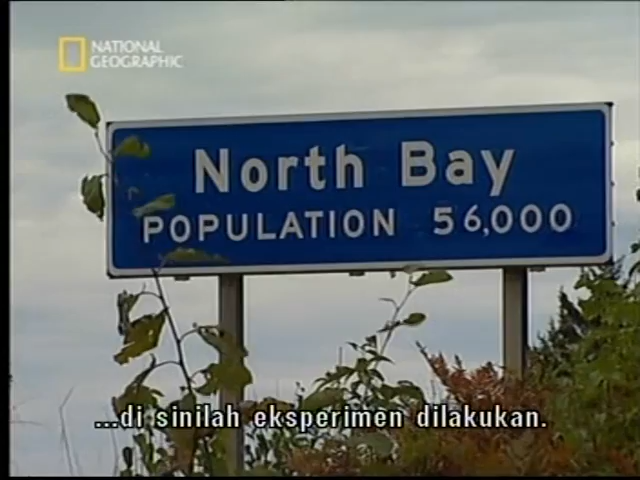 NATIONAL
GEOGRAPHIC
North Bay
POPULATION 56,000
...di sinilah eksperimen dilakukan.